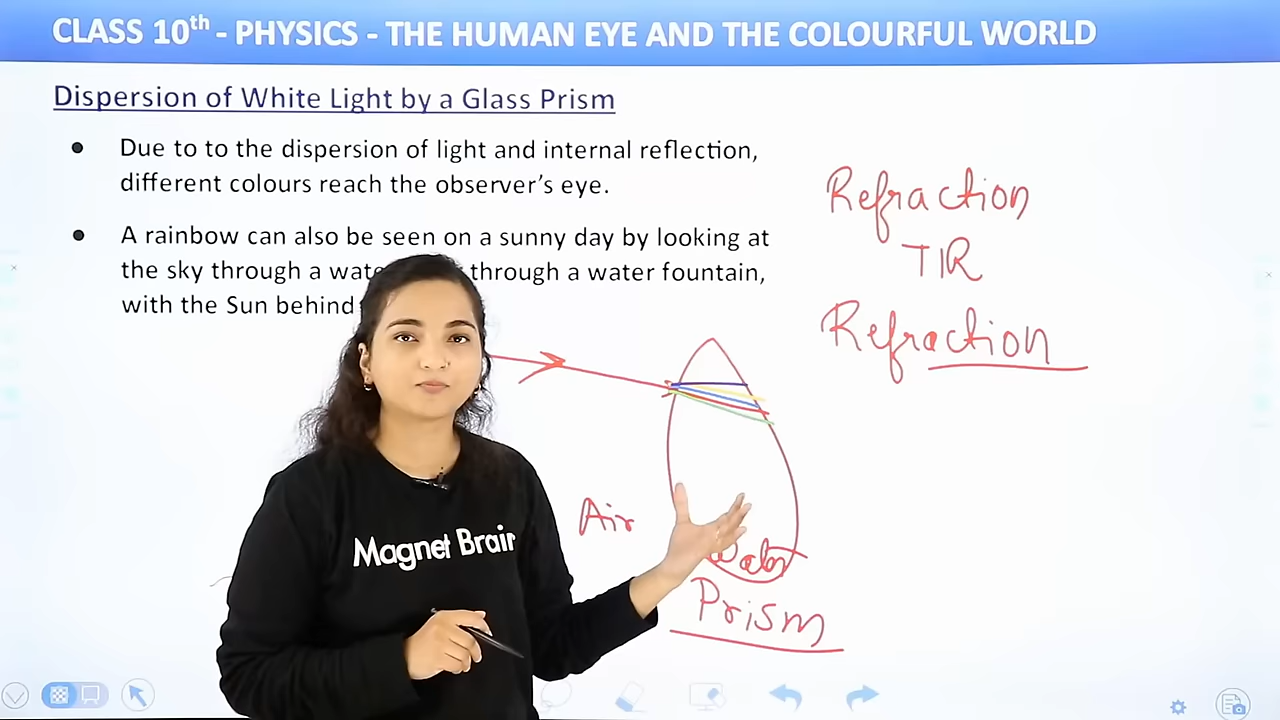 CLASS 10th - PHYSICS - THE HUMAN EYE AND THE COLOURFUL WORLD
Dispersion of White Light by a Glass Prism
Due to to the dispersion of light and internal reflection,
different colours reach the observer's eye.
A rainbow can also be seen on a sunny day by looking at
the sky through a through a water fountain,
with the Sun behind
Refraction
TIR
Refraction
Air
Water
Prism
Magnet Brain